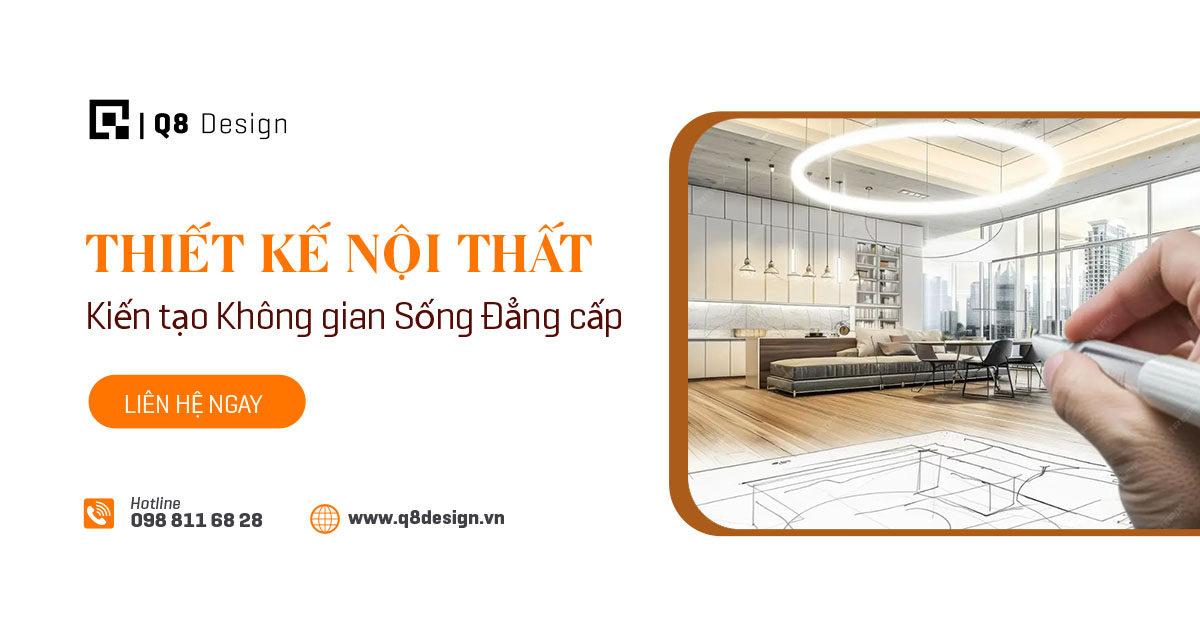 | Q8 Design
THIẾT KẾ NỘI THẤT
Kiến tạo Không gian Sống Đẳng cấp
LIÊN HỆ NGAY
Hotline
098 811 68 28
www.q8design.vn